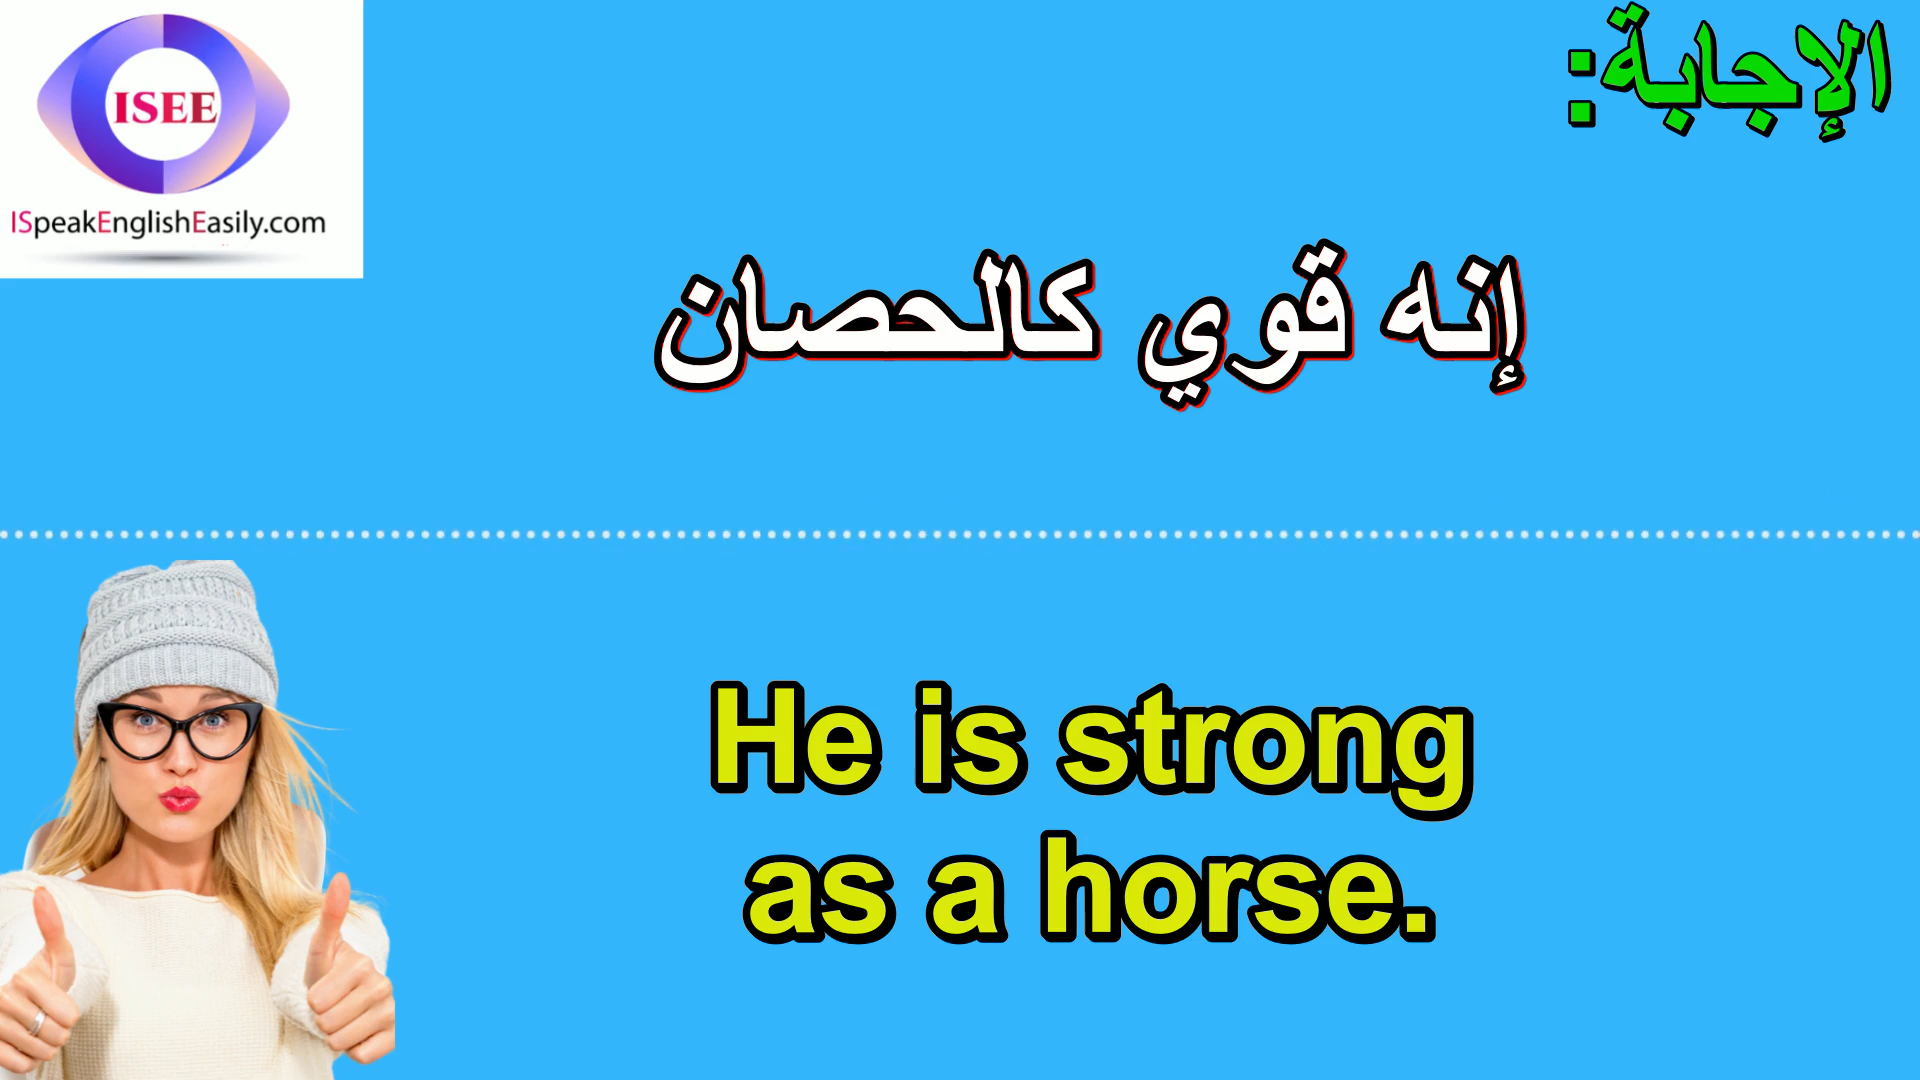 ISEE
ISpeakEnglishEasily.com
الإجابة:
إنه قوي كالحصان
He is strong
as a horse.